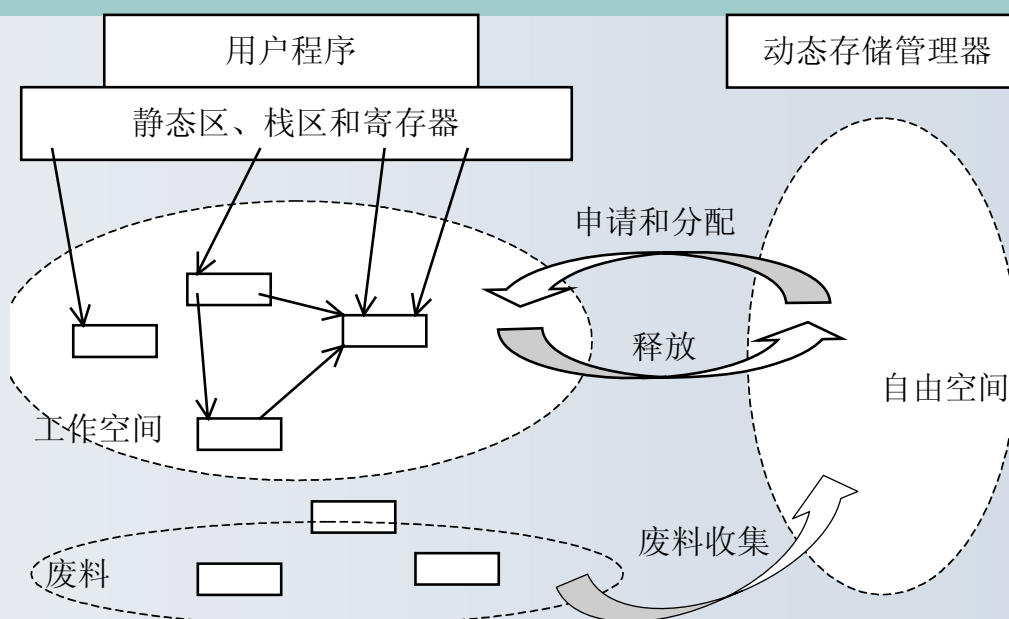 用户程序
动态存储管理器
静态区、栈区和寄存器
申请和分配
释放
自由空间
工作空间
废料收集
废料